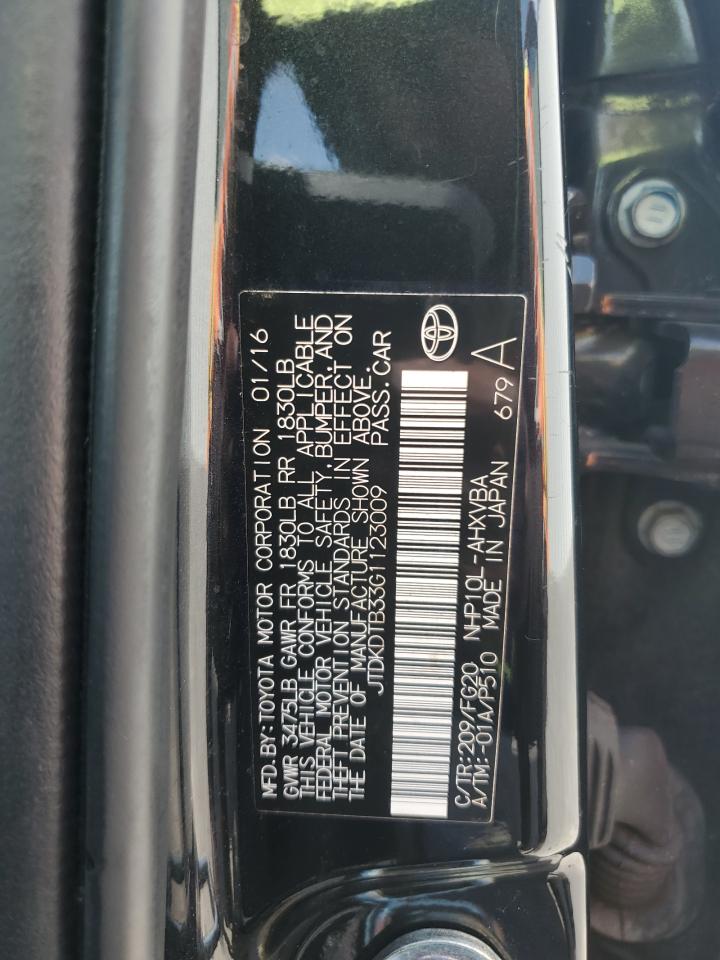 MFD.BY:TOYOTA MOTOR CORPORATION 01/16
GVWR 3475LB GAWR FR 1830LB RR 1830LB
THIS VEHICLE CONFORMS TO ALL APPLICABLE
FEDERAL MOTOR VEHICLE SAFETY,BUMPER,AND
THEFT PREVENTION STANDARDS IN EFFECT ON
THE DATE OF MANUFACTURE SHOWN ABOVE.
JTDKDTB33G1123009 PASS.CAR
C/TR:209/FG20 NHP10L-AHXVBA
A/TM:-01A/P510 MADE IN JAPAN 679A